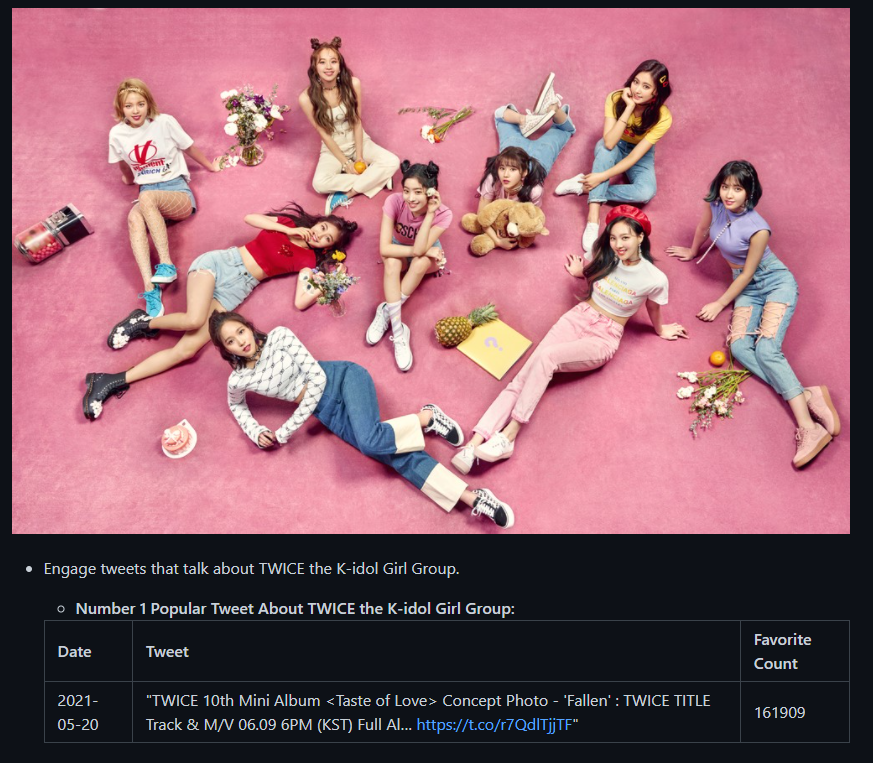 Engage tweets that talk about TWICE the K-idol Girl Group.
Number 1 Popular Tweet About TWICE the K-idol Girl Group:
Date Tweet Favorite Count
2021-05-20 "TWICE 10th Mini Album <Taste of Love> Concept Photo - 'Fallen' : TWICE TITLE
Track & M/V 06.09 6PM (KST) Full Al... https://t.co/r7QdlTjjTF" 161909